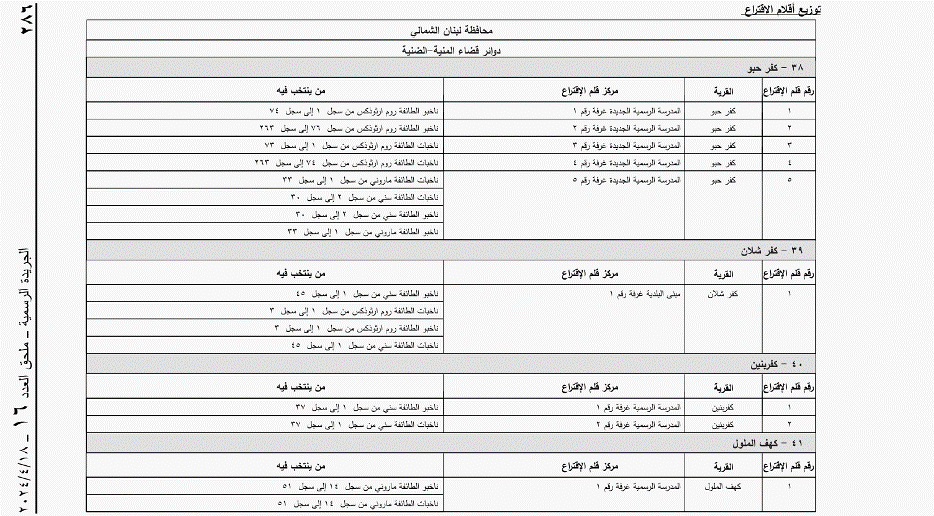 توزيع أقلام الاقتراع
محافظة لبنان الشمالي
دوائر قضاء المنية-الضنية
٣٨ - كفر حبو
رقم قلم الإقتراع القرية مركز قلم الإقتراع من ينتخب فيه
١ كفر حبو المدرسة الرسمية الجديدة غرفة رقم ١ ناخبو الطائفة روم ارثوذكس من سجل ١ إلى سجل ٧٤
٢ كفر حبو المدرسة الرسمية الجديدة غرفة رقم ٢ ناخبو الطائفة روم ارثوذكس من سجل ٧٦ إلى سجل ٢٦٣
٣ كفر حبو المدرسة الرسمية الجديدة غرفة رقم ٣ ناخبات الطائفة روم ارثوذكس من سجل ١ إلى سجل ٧٣
٤ كفر حبو المدرسة الرسمية الجديدة غرفة رقم ٤ ناخبات الطائفة روم ارثوذكس من سجل ٧٤ إلى سجل ٢٦٣
٥ كفر حبو المدرسة الرسمية الجديدة غرفة رقم ٥ ناخبات الطائفة ماروني من سجل ١ إلى سجل ٣٣
ناخبات الطائفة سني من سجل ٢ إلى سجل ٣٠
ناخبو الطائفة سني من سجل ٢ إلى سجل ٣٠
ناخبو الطائفة ماروني من سجل ١ إلى سجل ٣٣
٣٩ - كفر شلان
رقم قلم الإقتراع القرية مركز قلم الإقتراع من ينتخب فيه
١ كفر شلان مبنى البلدية غرفة رقم ١ ناخبو الطائفة سني من سجل ١ إلى سجل ٤٥
ناخبات الطائفة روم ارثوذكس من سجل ١ إلى سجل ٣
ناخبو الطائفة روم ارثوذكس من سجل ١ إلى سجل ٣
ناخبات الطائفة سني من سجل ١ إلى سجل ٤٥
٤٠ - كفربنين
رقم قلم الإقتراع القرية مركز قلم الإقتراع من ينتخب فيه
١ كفربنين المدرسة الرسمية غرفة رقم ١ ناخبو الطائفة سني من سجل ١ إلى سجل ٣٧
٢ كفربنين المدرسة الرسمية غرفة رقم ٢ ناخبات الطائفة سني من سجل ١ إلى سجل ٣٧
٤١ - كهف الملول
رقم قلم الإقتراع القرية مركز قلم الإقتراع من ينتخب فيه
١ كهف الملول المدرسة الرسمية غرفة رقم ١ ناخبو الطائفة ماروني من سجل ١٤ إلى سجل ٥١
ناخبات الطائفة ماروني من سجل ١٤ إلى سجل ٥١
٢٨٦
الجريدة الرسمية - ملحق العدد ١٦ - ٢٠٢٤/٤/١٨